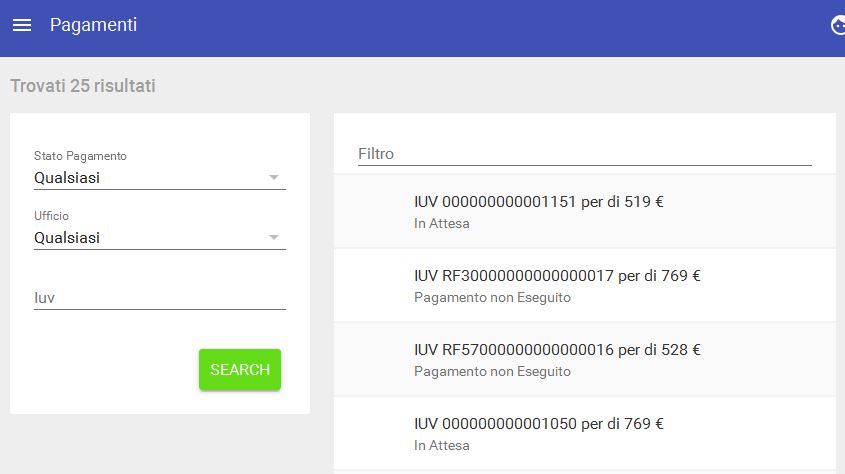 Pagamenti
Trovati 25 risultati
Stato Pagamento
Qualsiasi
Ufficio
Qualsiasi
Iuv
SEARCH
Filtro
IUV 000000000001151 per di 519 €
In Attesa
IUV RF30000000000000017 per di 769 €
Pagamento non Eseguito
IUV RF57000000000000016 per di 528 €
Pagamento non Eseguito
IUV 000000000001050 per di 769 €
In Attesa